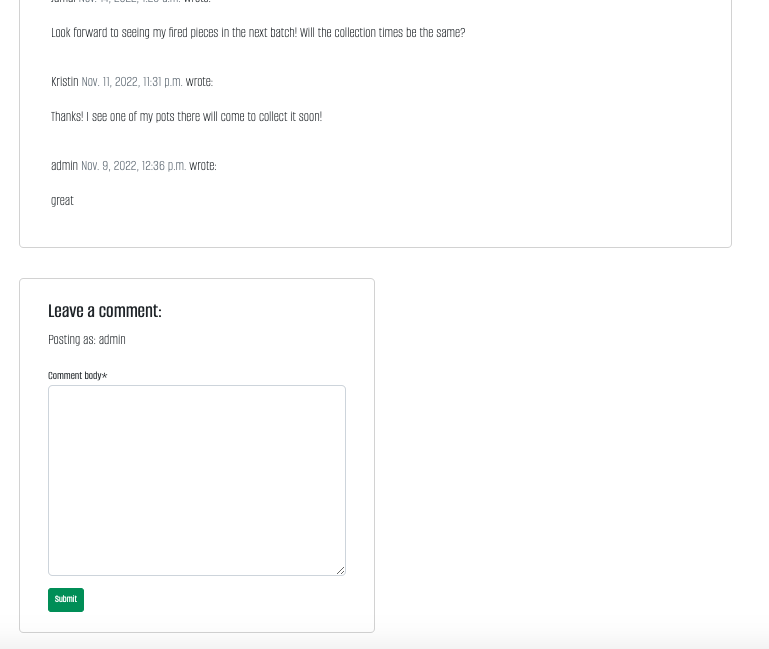 wrote:
Look forward to seeing my fired pieces in the next batch! Will the collection times be the same?
Kristin Nov. 11, 2022, 11:31 p.m. wrote:
Thanks! I see one of my pots there will come to collect it soon!
admin Nov. 9, 2022, 12:36 p.m. wrote:
great
Leave a comment:
Posting as: admin
Comment body*
Submit